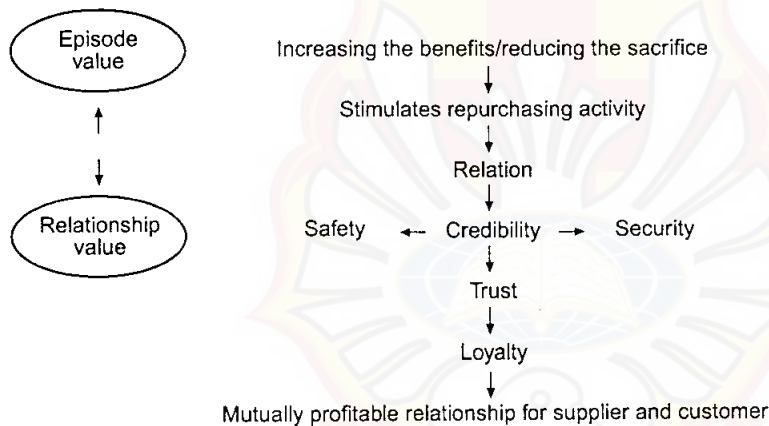 Episode
value
Increasing the benefits/reducing the sacrifice
Stimulates repurchasing activity
Relation
Relationship
value
Safety
Credibility
Security
Trust
Loyalty
Mutually profitable relationship for supplier and customer